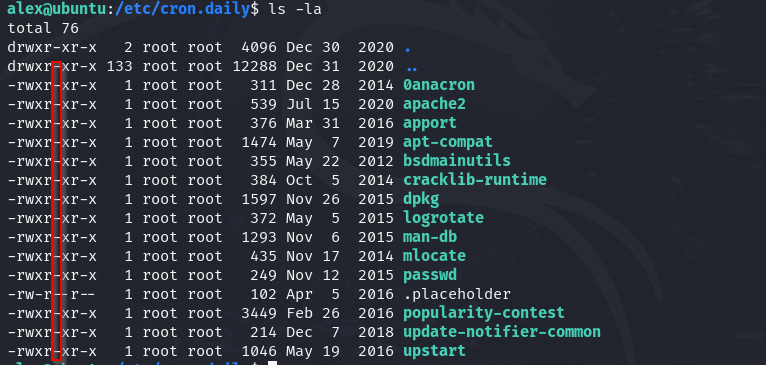 alex@ubuntu:/etc/cron.daily$ ls -la
total 76
drwxr-xr-x   2 root root  4096 Dec 30  2020 .
drwxr-xr-x 133 root root 12288 Dec 31  2020 ..
-rwxr-xr-x   1 root root   311 Dec 28  2014 0anacron
-rwxr-xr-x   1 root root   539 Jul 15  2020 apache2
-rwxr-xr-x   1 root root   376 Mar 31  2016 apport
-rwxr-xr-x   1 root root  1474 May  7  2019 apt-compat
-rwxr-xr-x   1 root root   355 May 22  2012 bsdmainutils
-rwxr-xr-x   1 root root   384 Oct  5  2014 cracklib-runtime
-rwxr-xr-x   1 root root  1597 Nov 26  2015 dpkg
-rwxr-xr-x   1 root root   372 May  5  2015 logrotate
-rwxr-xr-x   1 root root  1293 Nov  6  2015 man-db
-rwxr-xr-x   1 root root   435 Nov 17  2014 mlocate
-rwxr-xr-x   1 root root   249 Nov 12  2015 passwd
-rw-r--r--   1 root root   102 Apr  5  2016 .placeholder
-rwxr-xr-x   1 root root  3449 Feb 26  2016 popularity-contest
-rwxr-xr-x   1 root root   214 Dec  7  2018 update-notifier-common
-rwxr-xr-x   1 root root  1046 May 19  2016 upstart
alex@ubuntu:/etc/cron.daily$